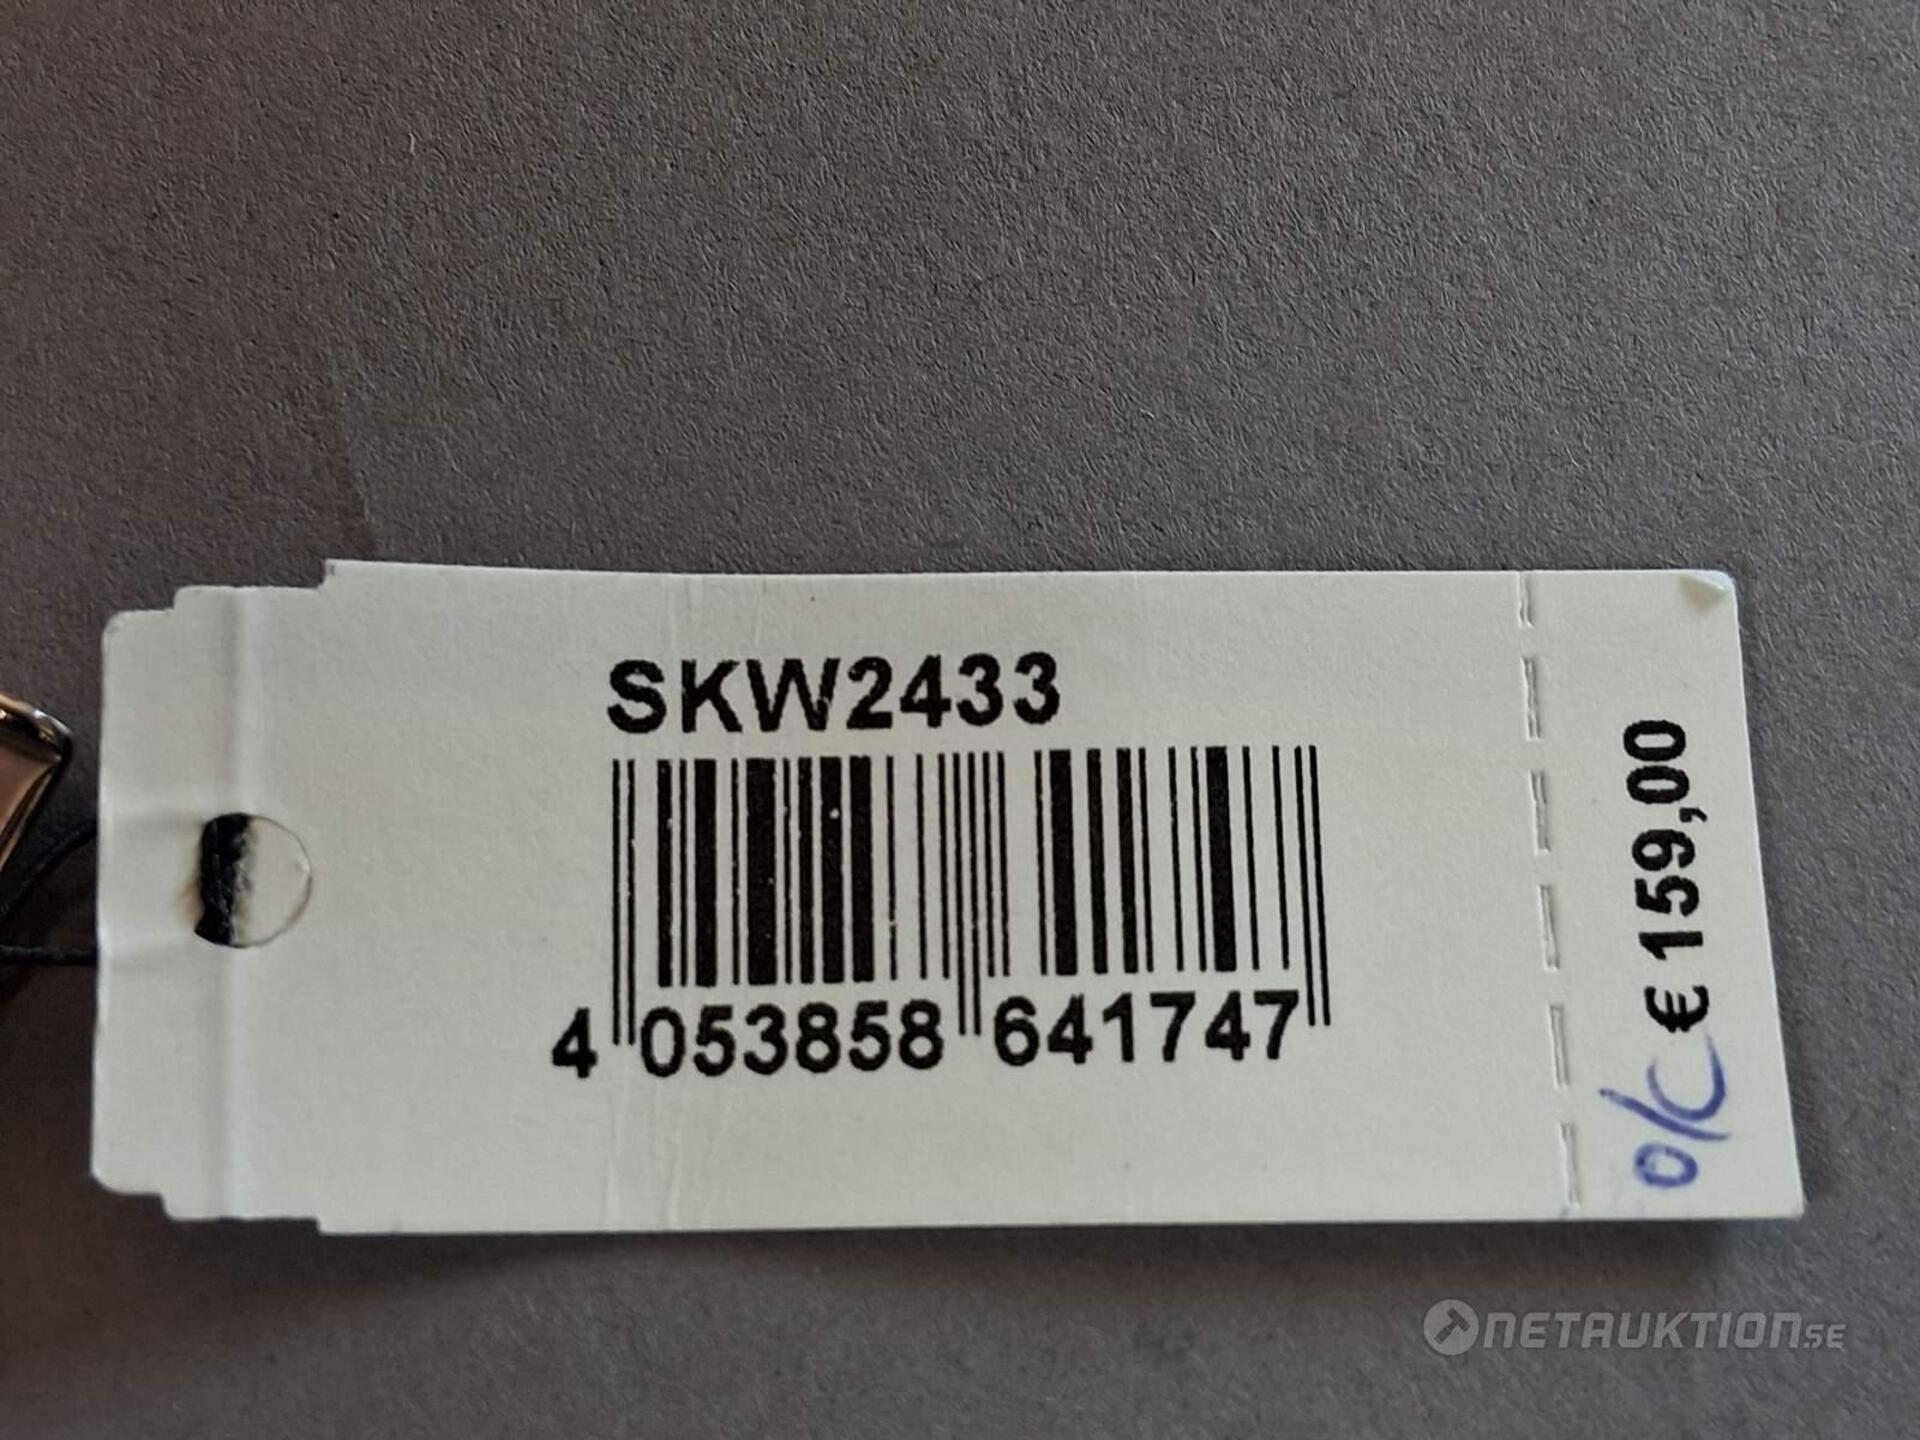 SKW2433
4 053858 641747
€ 159,00
o/c
NETAUKTION.SE